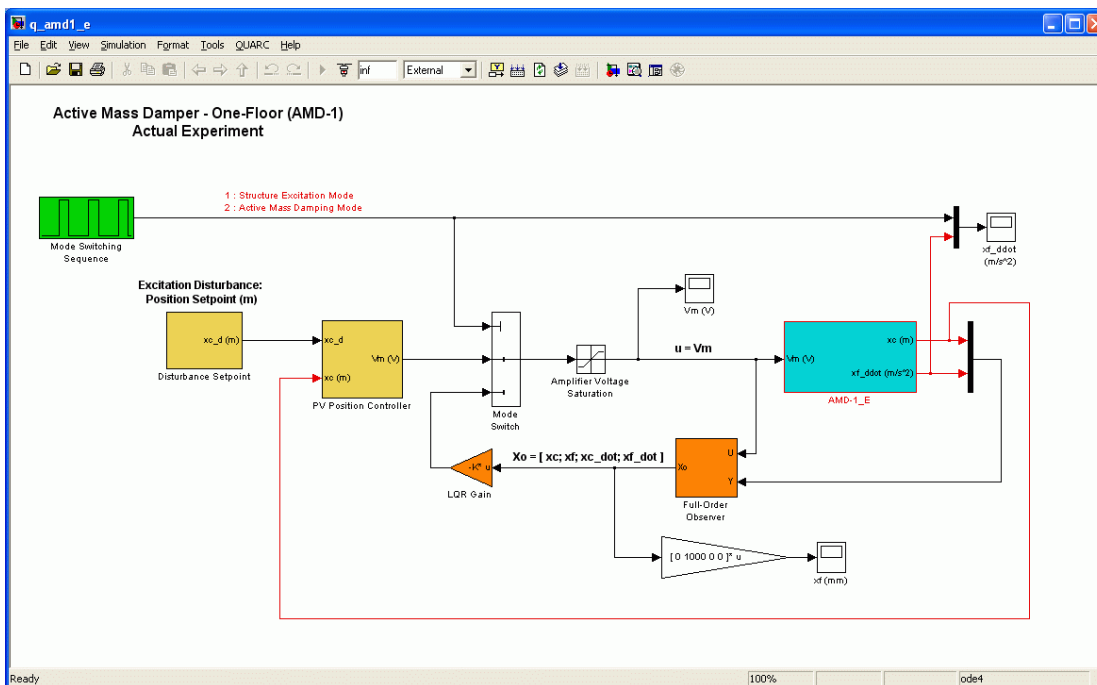 q_amd1_e
File Edit View Simulation Format Tools QUARC Help
inf External
Active Mass Damper - One-Floor (AMD-1)
Actual Experiment
1 : Structure Excitation Mode
2 : Active Mass Damping Mode
Mode Switching
Sequence
xf_ddot
(m/s^2)
Excitation Disturbance:
Position Setpoint (m)
xc_d (m)
Disturbance Setpoint
xc_d
xc (m)
Vm (V)
PV Position Controller
Mode
Switch
Amplifier Voltage
Saturation
Vm (V)
u = Vm
Vm (V)
xc (m)
xf_ddot (m/s^2)
AMD-1_E
Xo = [ xc; xf; xc_dot; xf_dot ]
-K* u
LQR Gain
U
Xo
Y
Full-Order
Observer
[ 0 1000 0 0 ]* u
xf (mm)
Ready 100% ode4